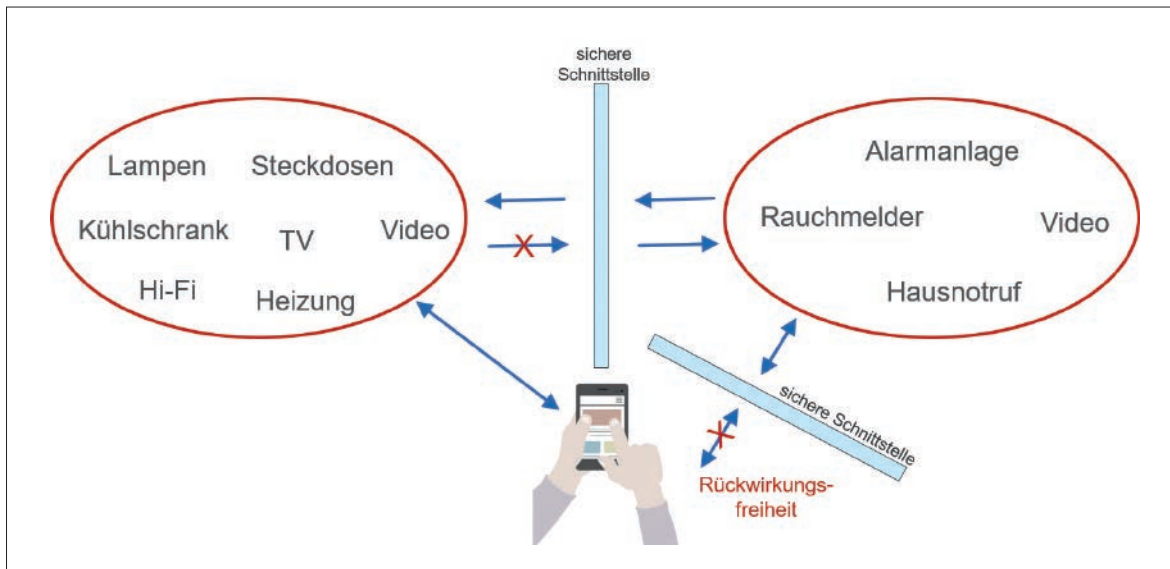 sichere
Schnittstelle
Lampen
Steckdosen
Kühlschrank
TV
Video
Hi-Fi
Heizung
Alarmanlage
Rauchmelder
Video
Hausnotruf
sichere Schnittstelle
Rückwirkungs-
freiheit